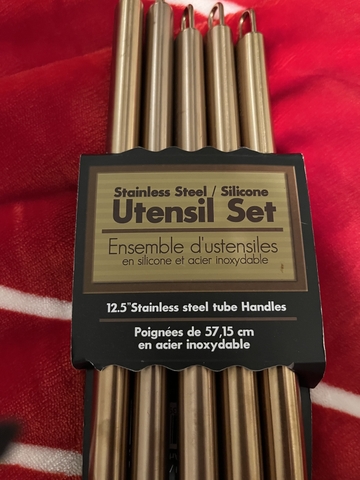 Stainless Steel / Silicone
Utensil Set
Ensemble d'ustensiles
en silicone et acier inoxydable
12.5" Stainless steel tube Handles
Poignées de 57,15 cm
en acier inoxydable